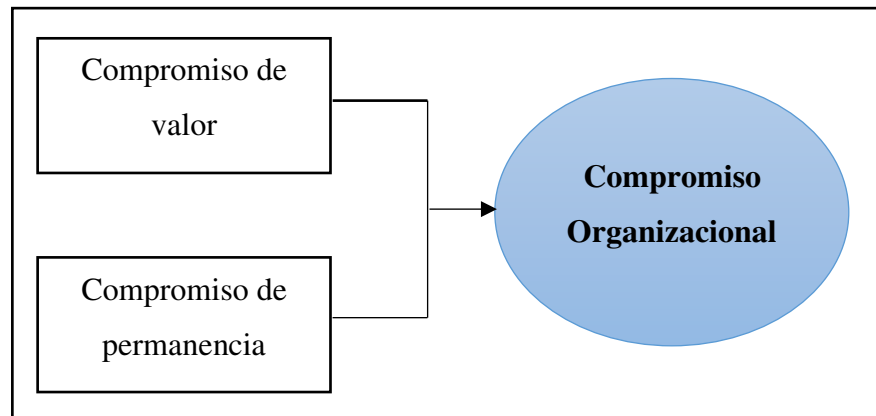 Compromiso de
valor
Compromiso de
permanencia
Compromiso
Organizacional